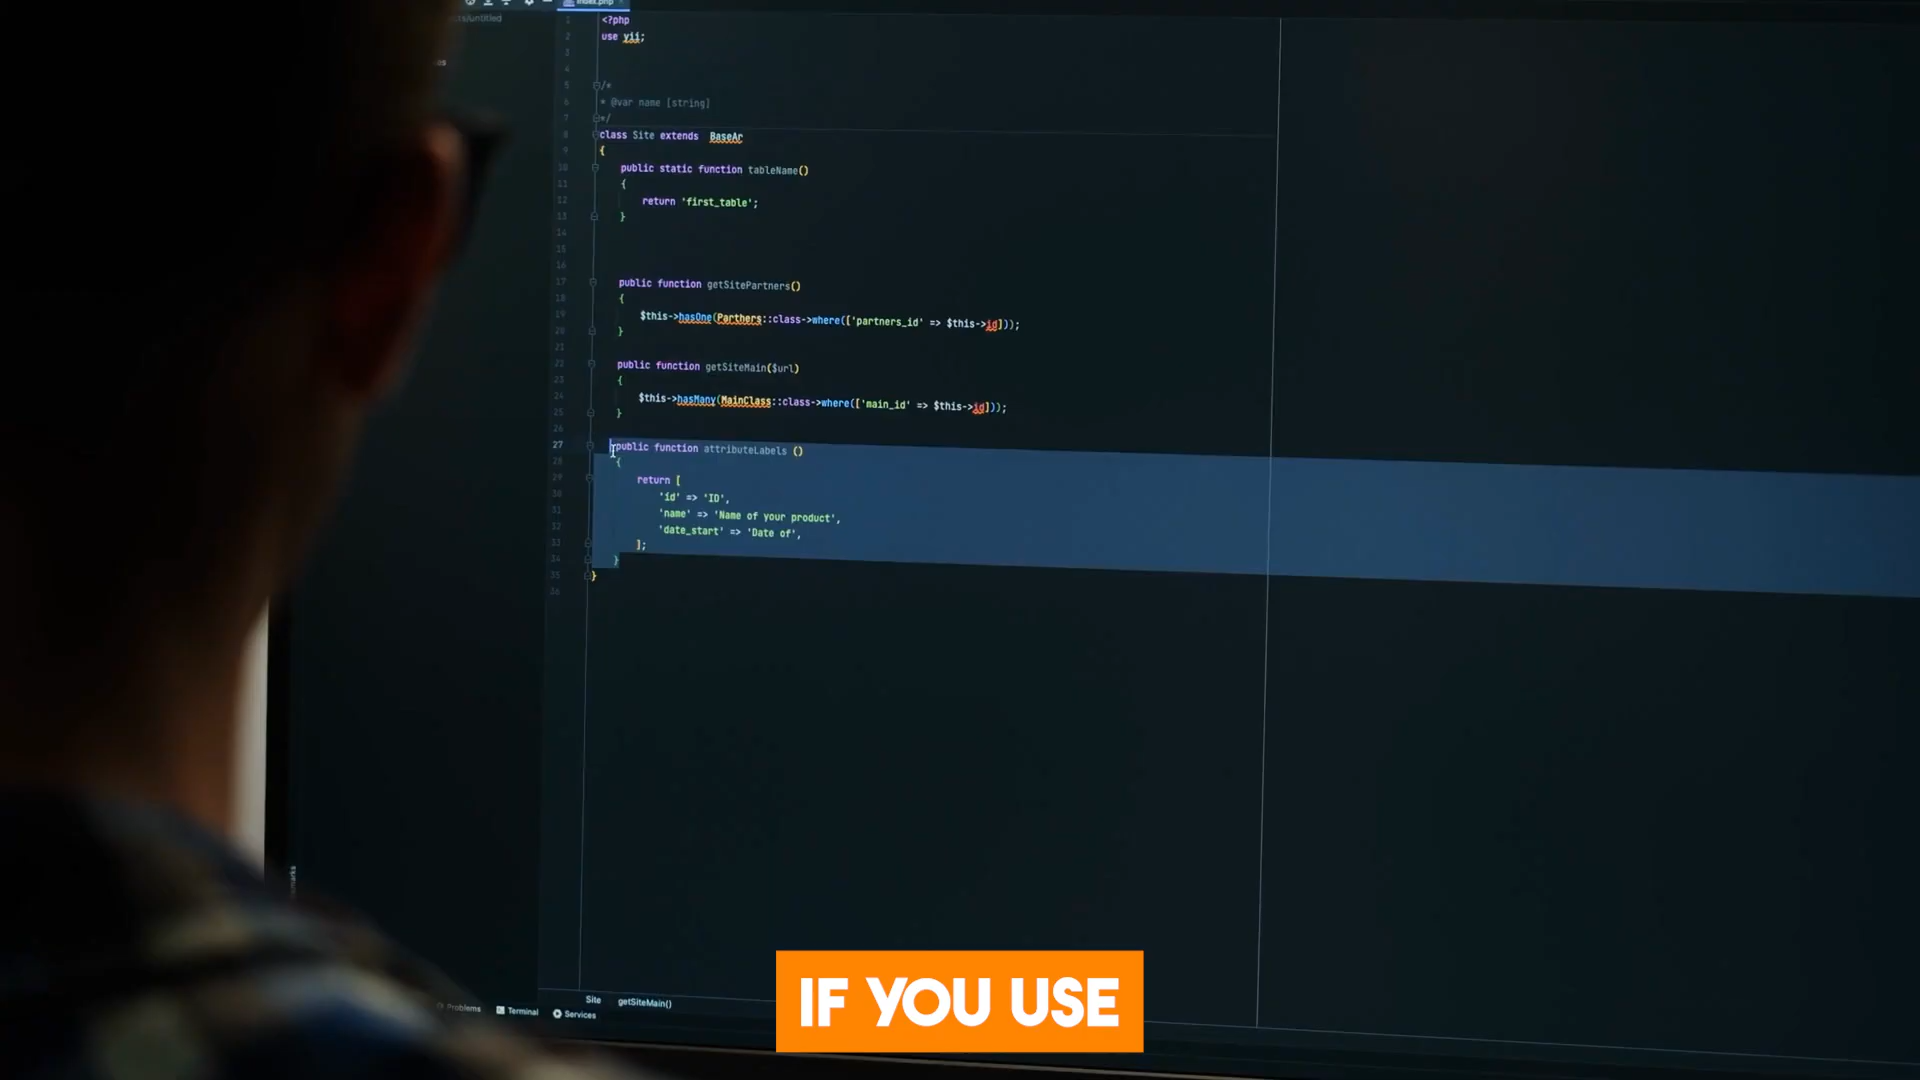 index.php
<?php
use yii;
/*
* @var name [string]
*/
class Site extends BaseAr
{
public static function tableName()
{
return 'first_table';
}
public function getSitePartners()
{
$this->hasOne(Parthers::class->where(['partners_id' => $this->id]));
}
public function getSiteMain($url)
{
$this->hasMany(MainClass::class->where(['main_id' => $this->id]));
}
public function attributeLabels ()
{
return [
'id' => 'ID',
'name' => 'Name of your product',
'date_start' => 'Date of',
];
}
}
Site getSiteMain()
Problems Terminal Services
IF YOU USE